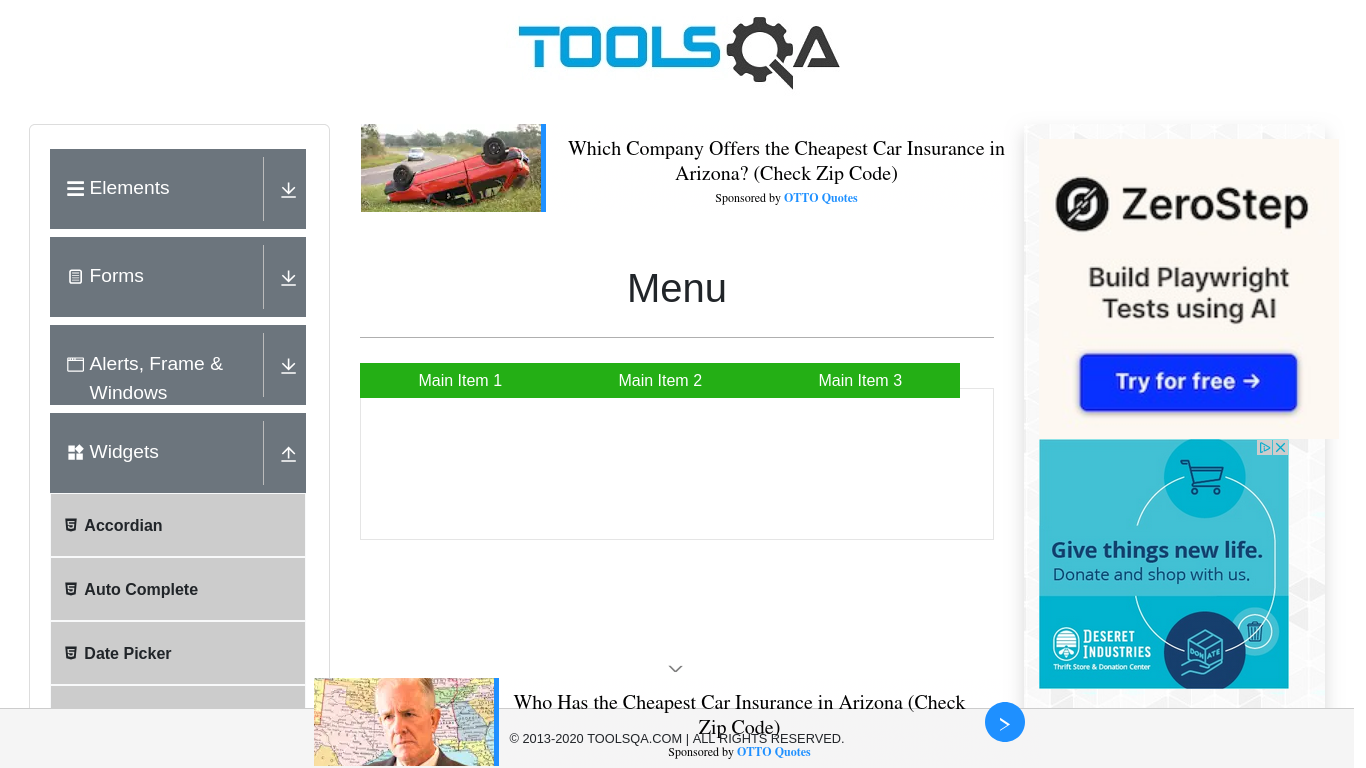 TOOLSQA
Elements
Forms
Alerts, Frame &
Windows
Widgets
Accordian
Auto Complete
Date Picker
Which Company Offers the Cheapest Car Insurance in
Arizona? (Check Zip Code)
Sponsored by OTTO Quotes
Menu
Main Item 1
Main Item 2
Main Item 3
ZeroStep
Build Playwright
Tests using AI
Try for free →
Give things new life.
Donate and shop with us.
DESERET
INDUSTRIES
Thrift Store & Donation Center
DONATE
Who Has the Cheapest Car Insurance in Arizona (Check
Zip Code)
© 2013-2020 TOOLSQA.COM | ALL RIGHTS RESERVED.
Sponsored by OTTO Quotes